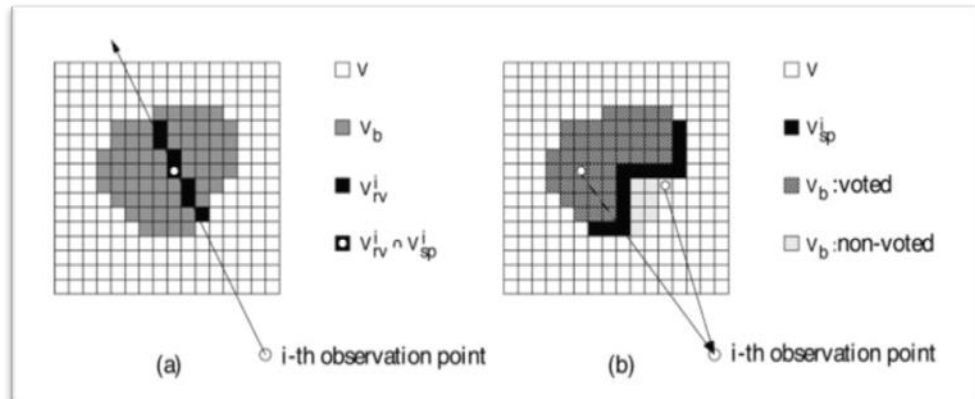 V
V_b
V^i_rv
V^i_rv ∩ V^i_sp
i-th observation point
(a)
V
V^i_sp
V_b :voted
V_b :non-voted
i-th observation point
(b)